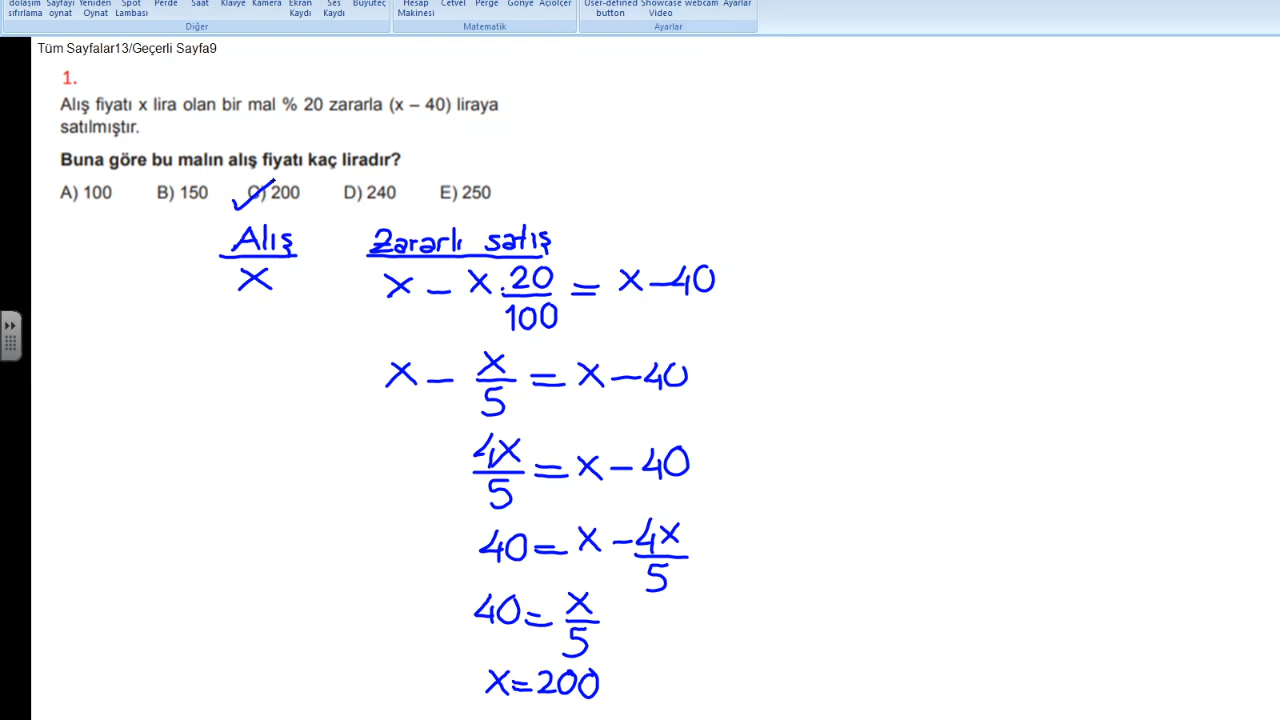 dolaşım Sayfayı Yeniden Spot Perde Saat Klavye Kamera Ekran Ses Büyüteç Hesap Cetvel Perge Gönye Açıölçer User-defined Showcase webcam Ayarlar
sıfırlama oynat Oynat Lambası Kaydı Kaydı Makinesi button Video
Diğer Matematik Ayarlar
Tüm Sayfalar13/Geçerli Sayfa9
1.
Alış fiyatı x lira olan bir mal % 20 zararla (x – 40) liraya
satılmıştır.
Buna göre bu malın alış fiyatı kaç liradır?
A) 100 B) 150 C) 200 D) 240 E) 250
Alış Zararlı satış
x x - x.20/100 = x-40
x - x/5 = x-40
4x/5 = x-40
40 = x - 4x/5
40 = x/5
x=200